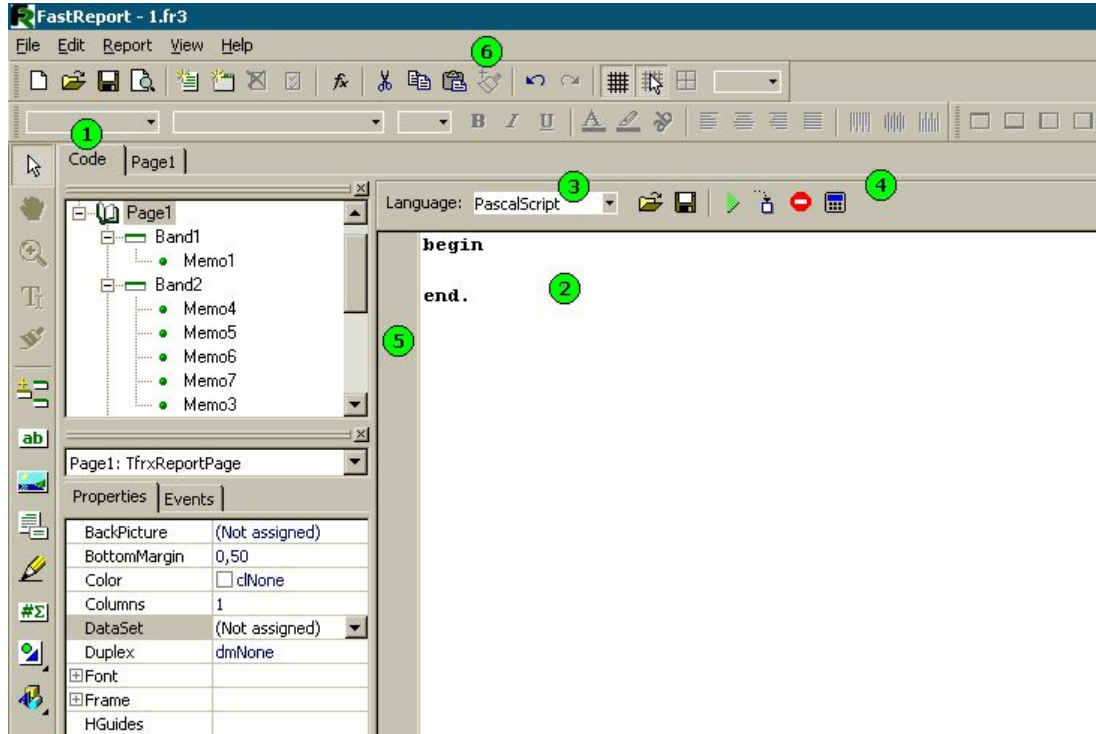 FastReport - 1.fr3
File Edit Report View Help
6
fx
1
B I U A
Code Page1
3
4
Language: PascalScript
Page1
Band1
Memo1
Band2
Memo4
Memo5
Memo6
Memo7
Memo3
begin
end.
2
5
ab
Page1: TfrxReportPage
Properties Events
BackPicture (Not assigned)
BottomMargin 0,50
Color clNone
Columns 1
#Σ
DataSet (Not assigned)
Duplex dmNone
Font
Frame
HGuides